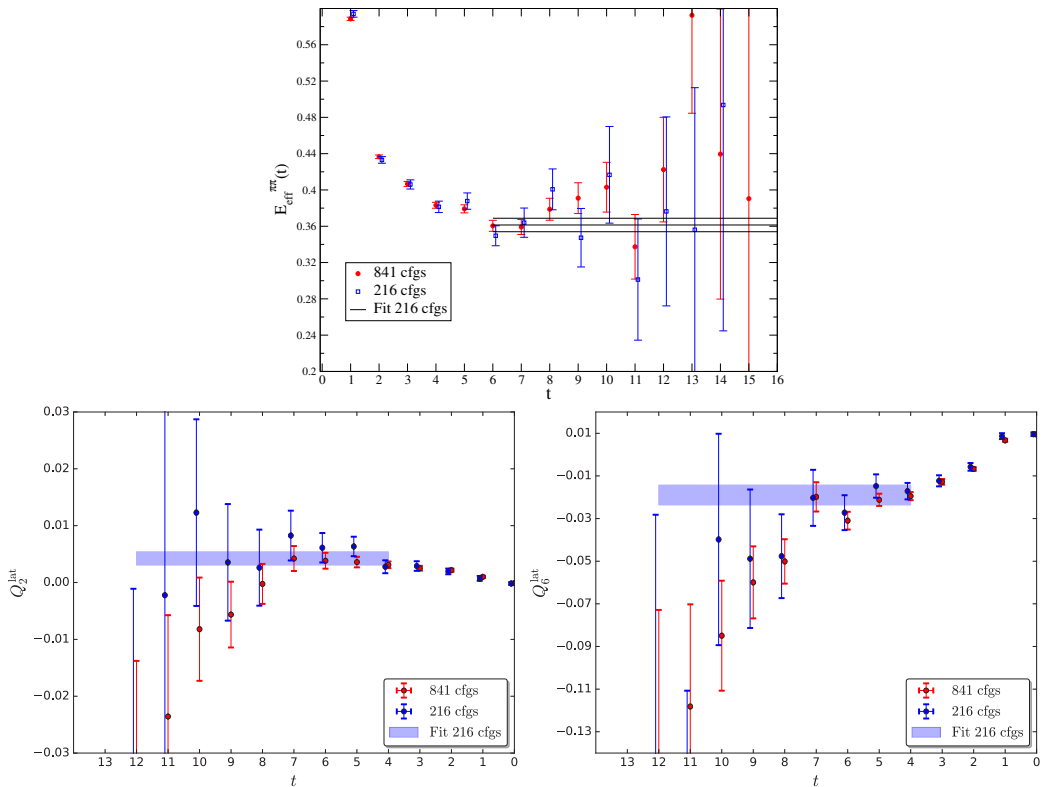 0.56
0.52
0.48
0.44
0.4
0.36
0.32
0.28
0.24
0.2
E_eff^ππ(t)
841 cfgs
216 cfgs
Fit 216 cfgs
0 1 2 3 4 5 6 7 8 9 10 11 12 13 14 15 16
t
0.03
0.02
0.01
0.00
−0.01
−0.02
−0.03
Q_2^lat
841 cfgs
216 cfgs
Fit 216 cfgs
13 12 11 10 9 8 7 6 5 4 3 2 1 0
t
0.01
−0.01
−0.03
−0.05
−0.07
−0.09
−0.11
−0.13
Q_6^lat
841 cfgs
216 cfgs
Fit 216 cfgs
13 12 11 10 9 8 7 6 5 4 3 2 1 0
t